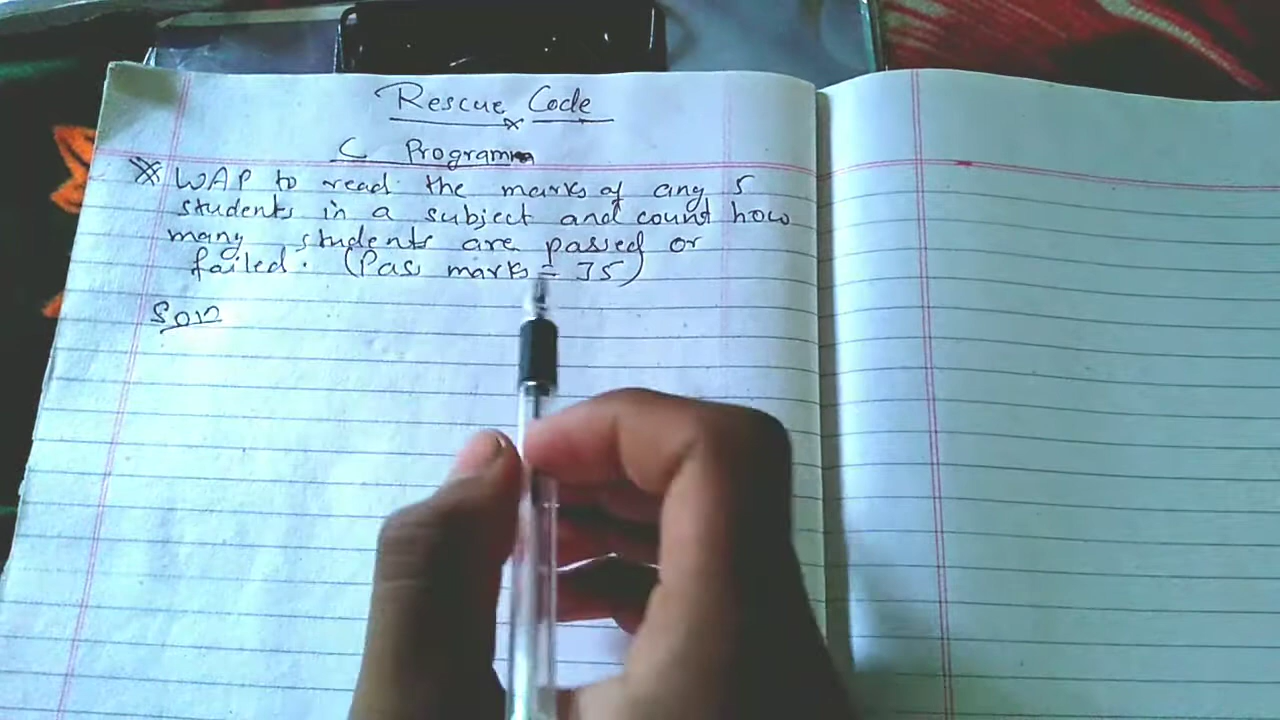 Rescue Code
C Program
WAP to read the marks of any 5
students in a subject and count how
many students are passed or
failed. (Pass marks = 35)
Soln